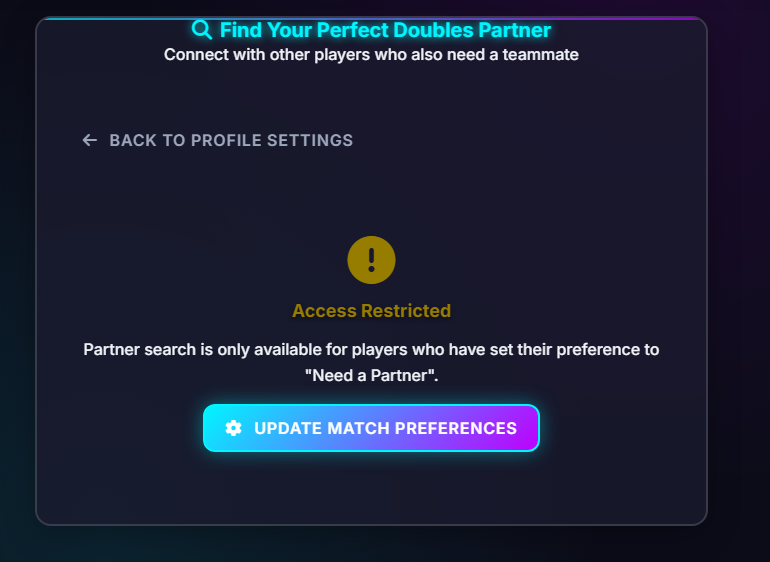 Find Your Perfect Doubles Partner
Connect with other players who also need a teammate
BACK TO PROFILE SETTINGS
Access Restricted
Partner search is only available for players who have set their preference to
"Need a Partner".
UPDATE MATCH PREFERENCES